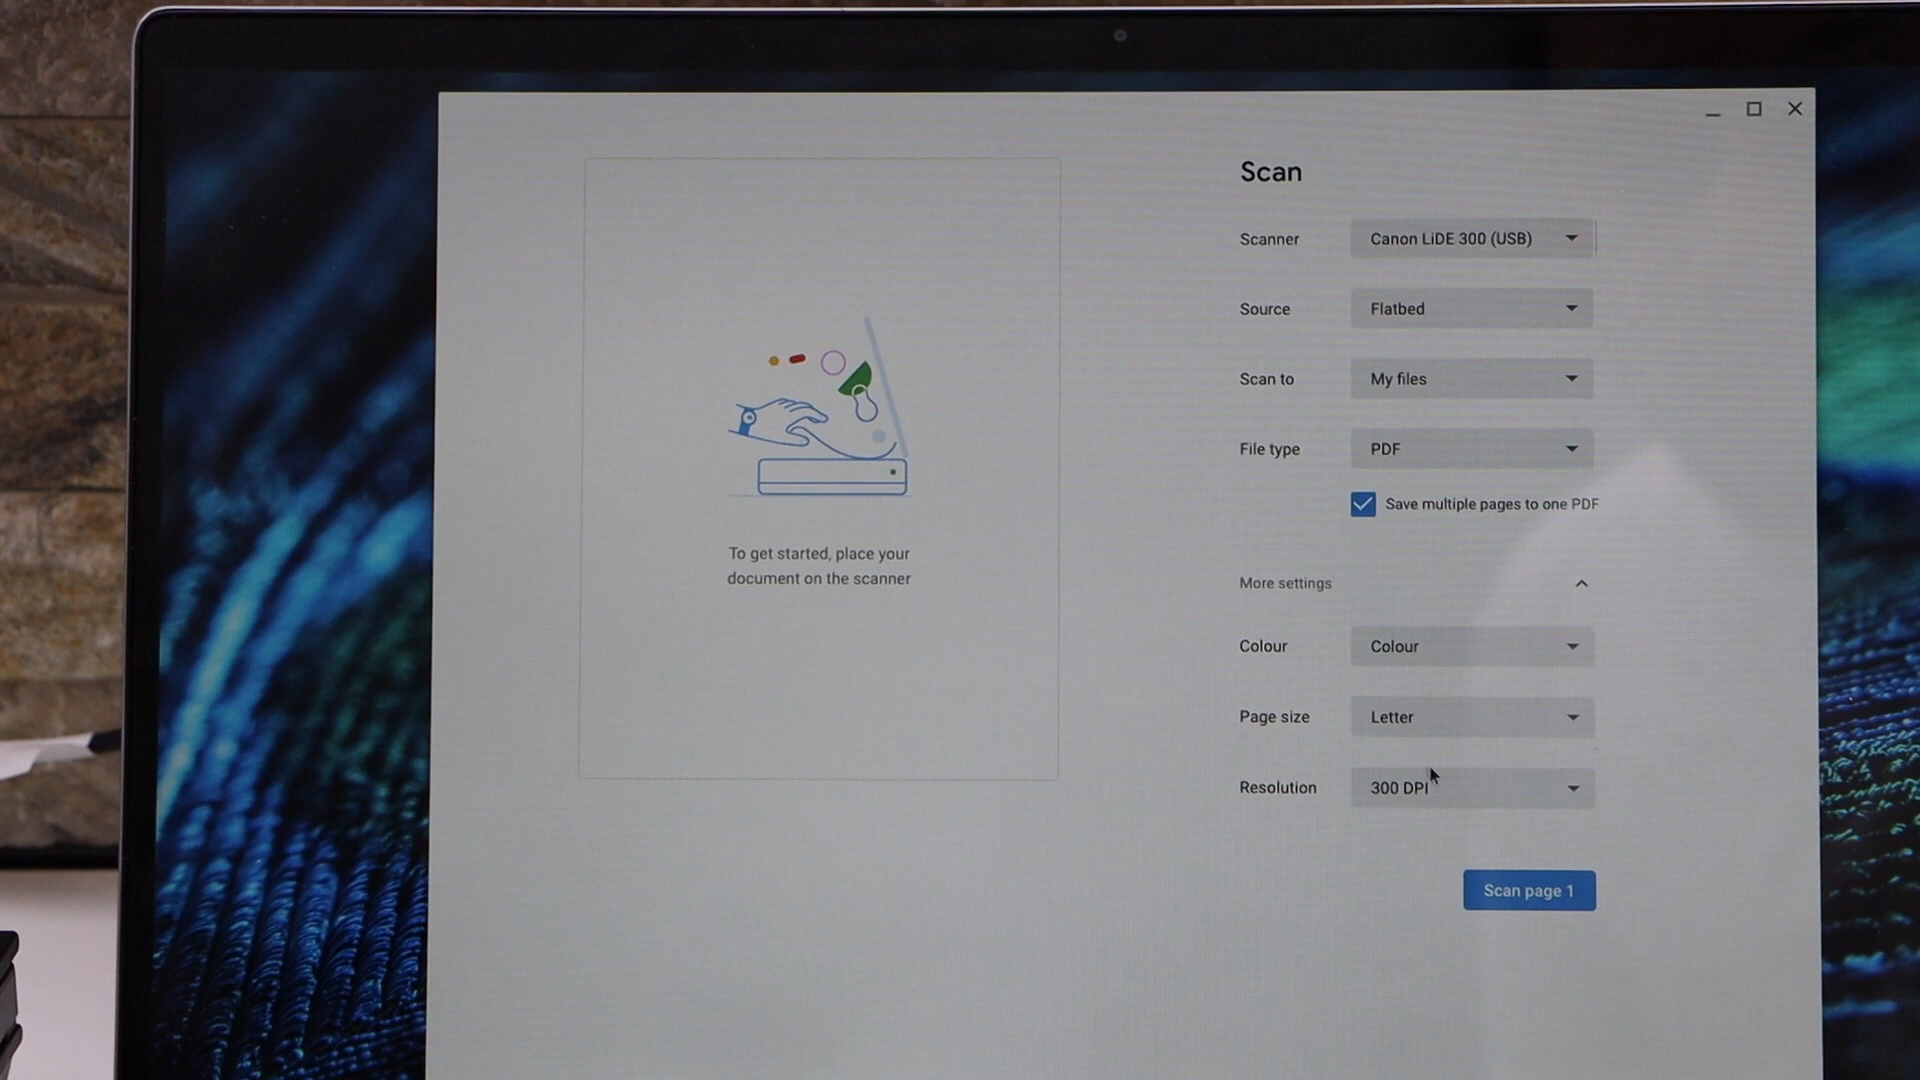 Scan
Scanner
Canon LiDE 300 (USB)
Source
Flatbed
Scan to
My files
File type
PDF
Save multiple pages to one PDF
To get started, place your
document on the scanner
More settings
Colour
Colour
Page size
Letter
Resolution
300 DPI
Scan page 1